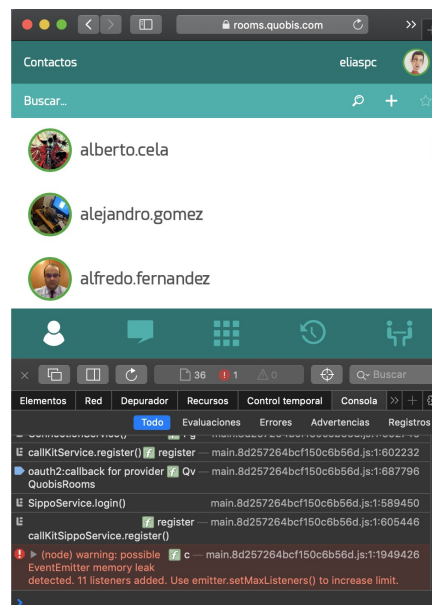 rooms.quobis.com
Contactos eliaspc
Buscar...
alberto.cela
alejandro.gomez
alfredo.fernandez
36 1 0 Buscar
Elementos Red Depurador Recursos Control temporal Consola
Todo Evaluaciones Errores Advertencias Registros
callKitService.register() f register — main.8d257264bcf150c6b56d.js:1:602232
oauth2:callback for provider f Qv — main.8d257264bcf150c6b56d.js:1:687796
QuobisRooms
SippoService.login() main.8d257264bcf150c6b56d.js:1:589450
f register — main.8d257264bcf150c6b56d.js:1:605446
callKitSippoService.register()
(node) warning: possible f c — main.8d257264bcf150c6b56d.js:1:1949426
EventEmitter memory leak
detected. 11 listeners added. Use emitter.setMaxListeners() to increase limit.